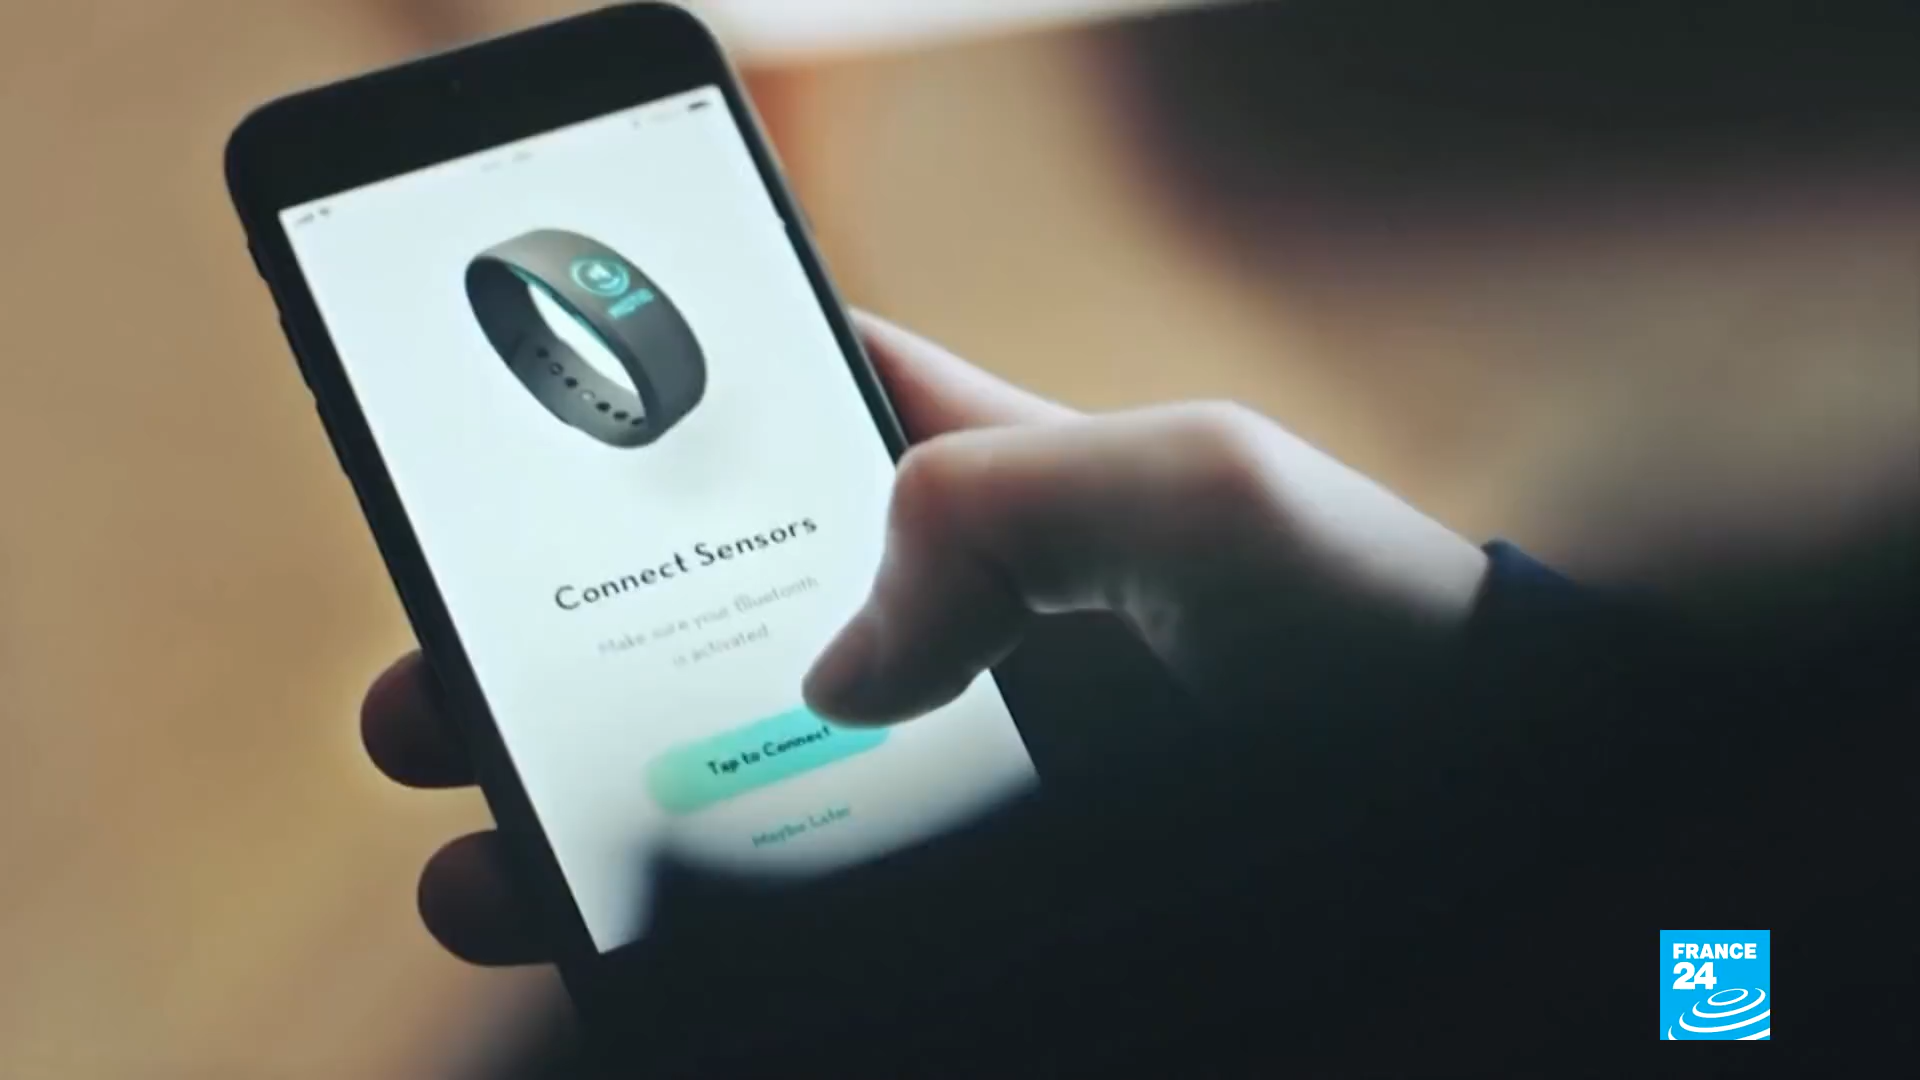 Connect Sensors
Make sure your Bluetooth
is activated.
Tap to Connect
Maybe Later
FRANCE
24